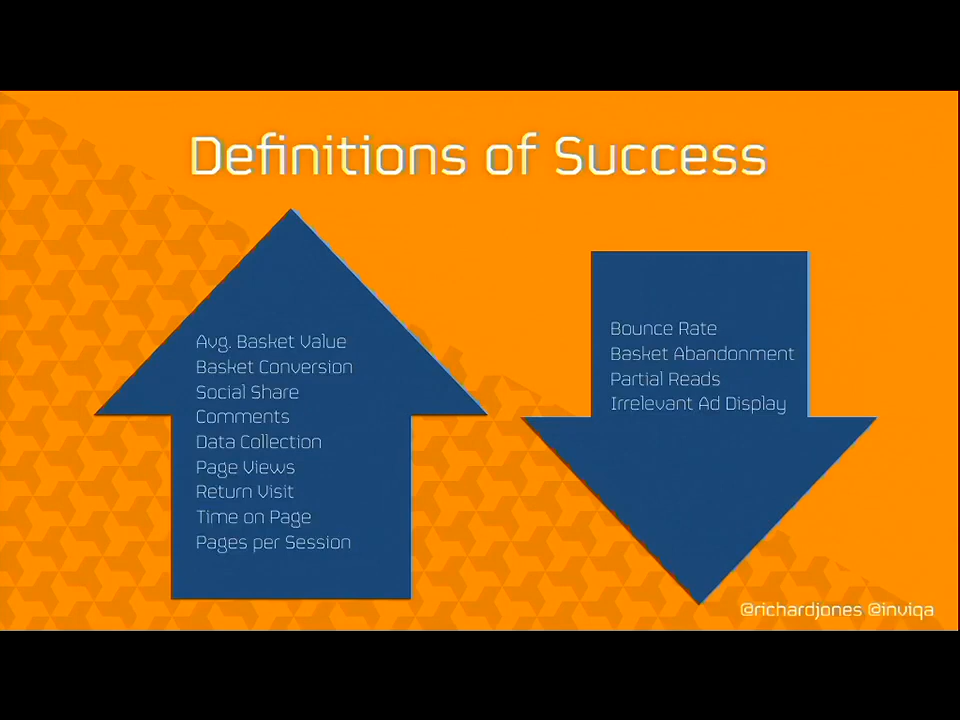 Definitions of Success
Avg. Basket Value
Basket Conversion
Social Share
Comments
Data Collection
Page Views
Return Visit
Time on Page
Pages per Session
Bounce Rate
Basket Abandonment
Partial Reads
Irrelevant Ad Display
@richardjones @inviqa